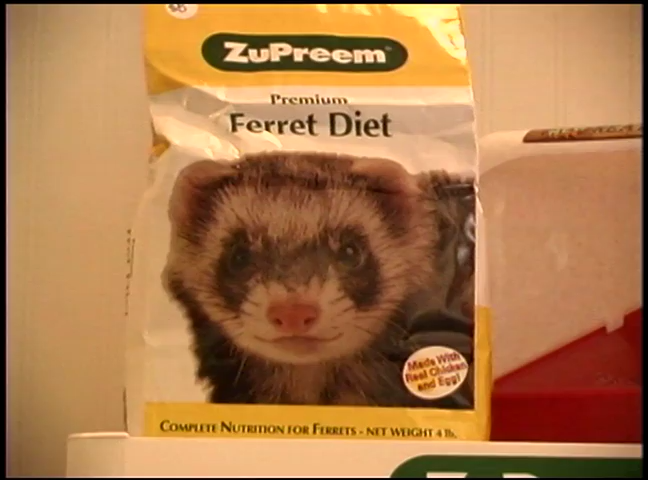 ZuPreem
Premium
Ferret Diet
Made With
Real Chicken
and Egg!
COMPLETE NUTRITION FOR FERRETS - NET WEIGHT 4 lb.